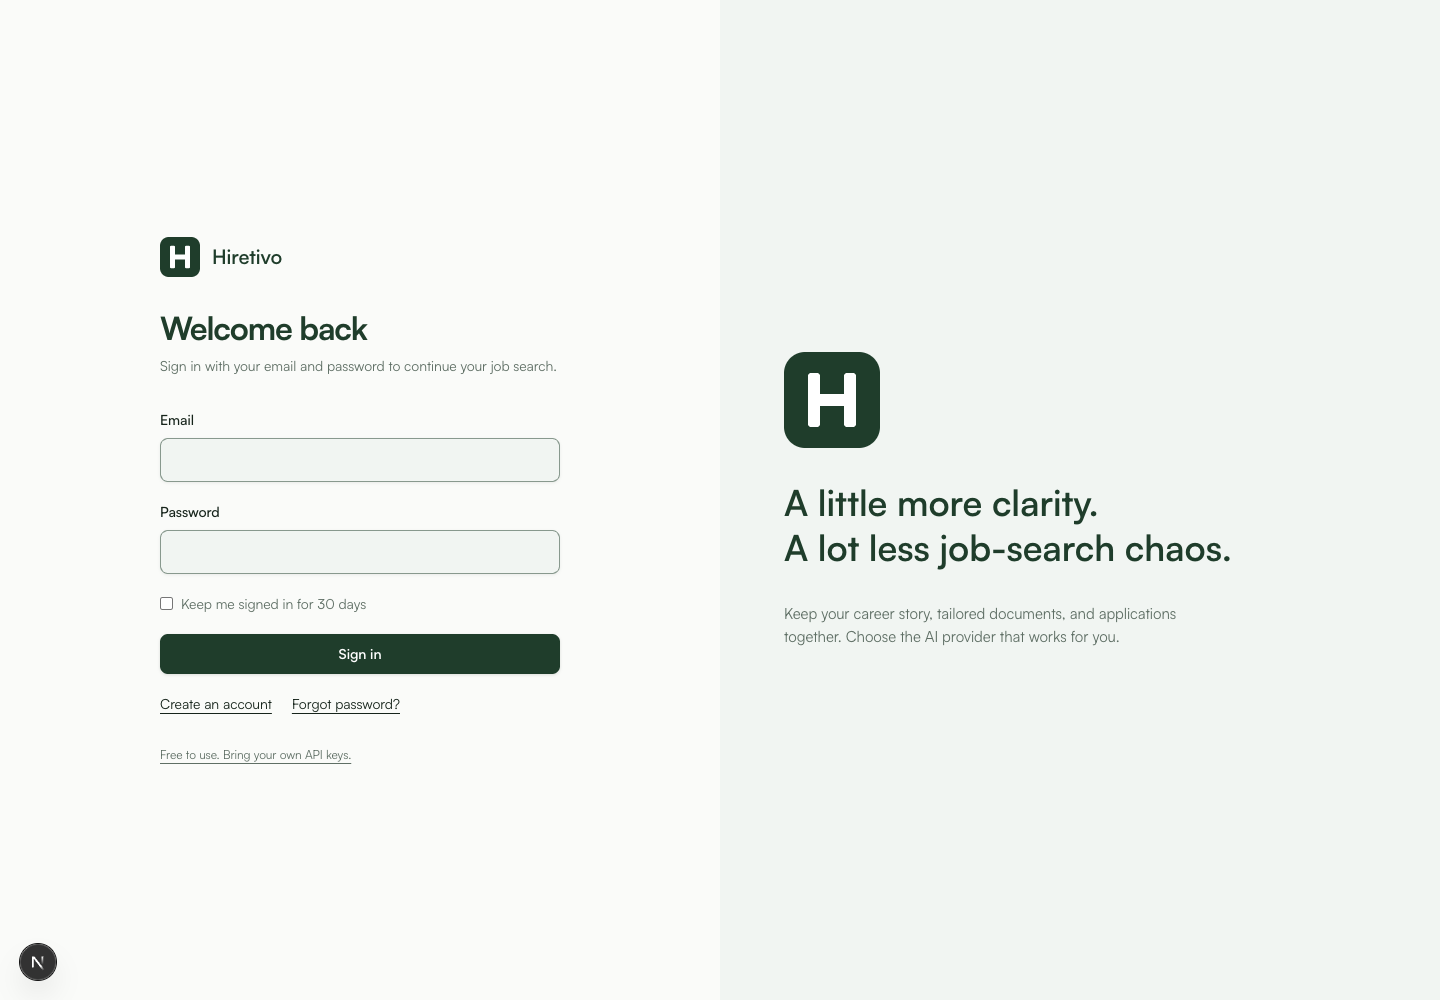 H
Hiretivo
Welcome back
Sign in with your email and password to continue your job search.
Email
Password
Keep me signed in for 30 days
Sign in
Create an account
Forgot password?
Free to use. Bring your own API keys.
N
H
A little more clarity.
A lot less job-search chaos.
Keep your career story, tailored documents, and applications
together. Choose the AI provider that works for you.